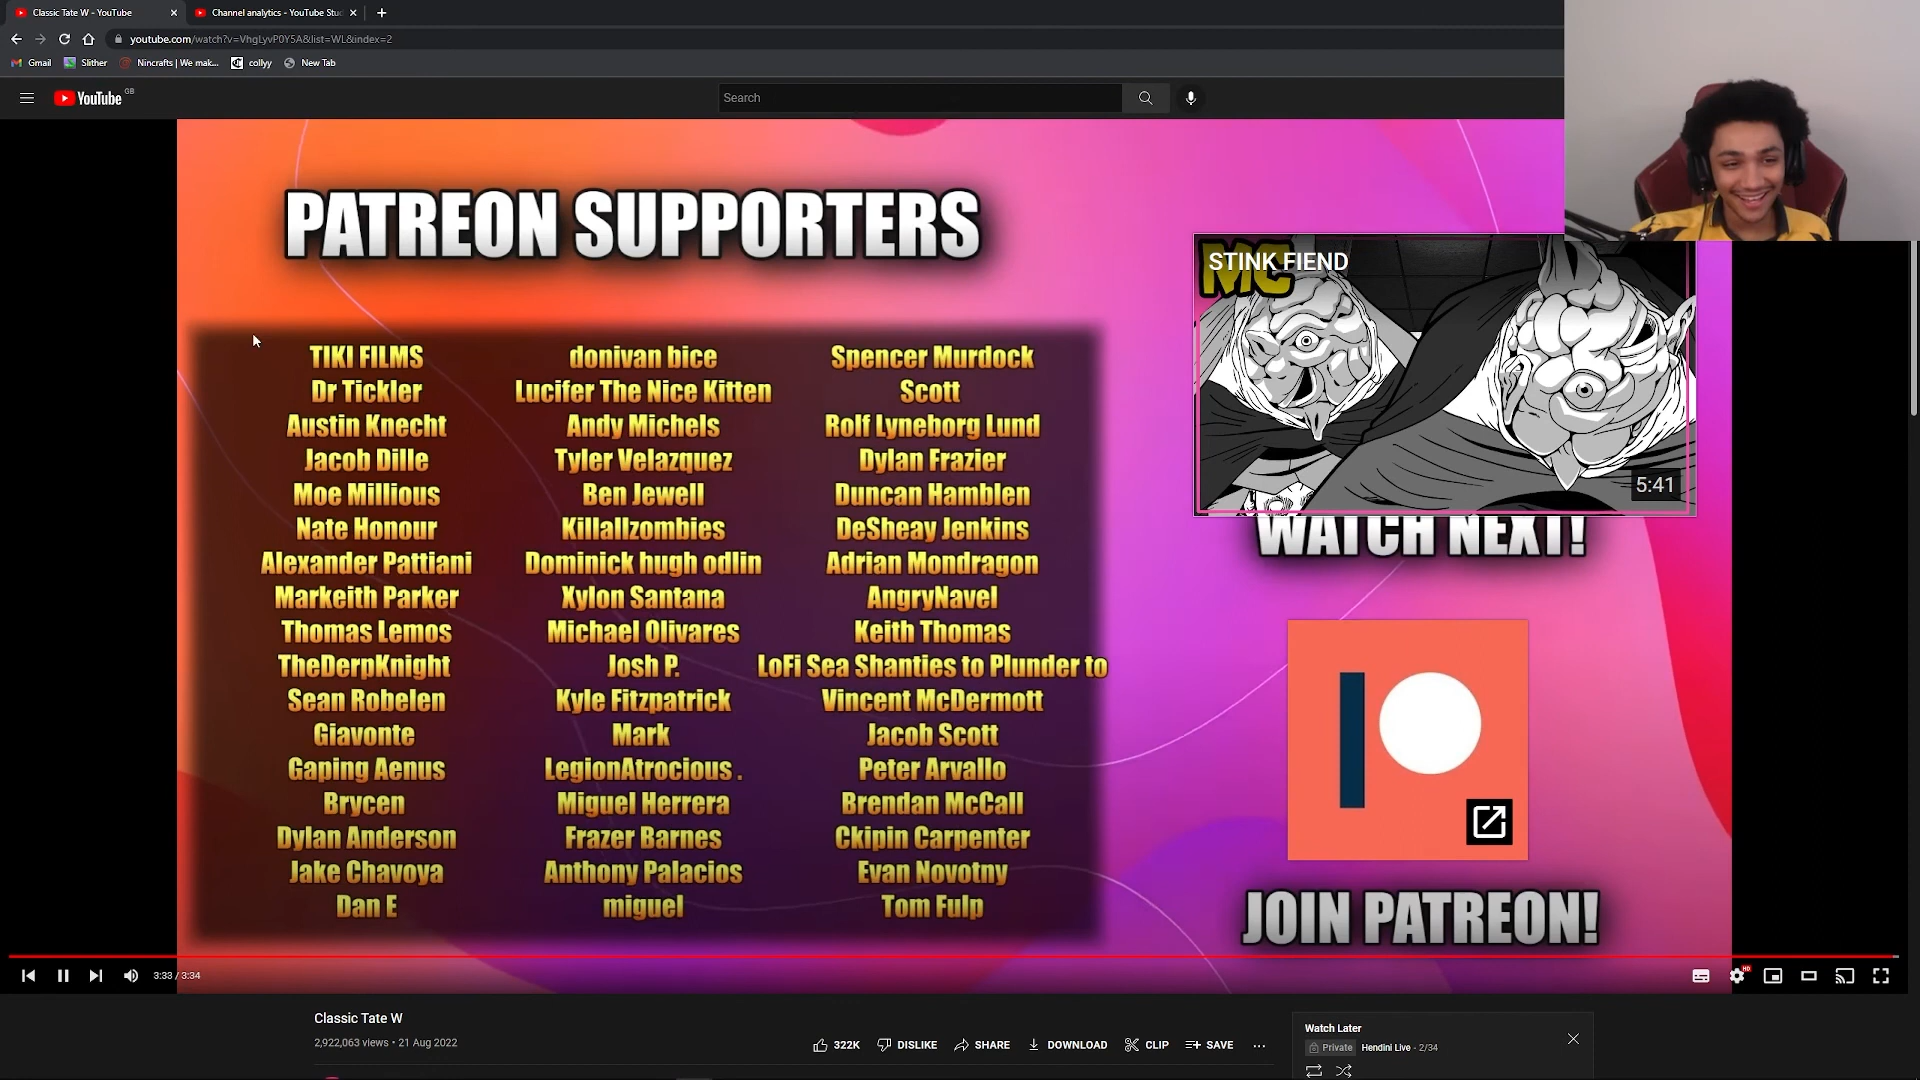 Classic Tate W - YouTube
Channel analytics - YouTube Stu
youtube.com/watch?v=VhgLyvP0Y5A&list=WL&index=2
Gmail
Slither
Nincrafts | We mak...
collyy
New Tab
YouTube GB
Search
PATREON SUPPORTERS
MC
STINK FIEND
5:41
WATCH NEXT!
TIKI FILMS donivan bice Spencer Murdock
Dr Tickler Lucifer The Nice Kitten Scott
Austin Knecht Andy Michels Rolf Lyneborg Lund
Jacob Dille Tyler Velazquez Dylan Frazier
Moe Millious Ben Jewell Duncan Hamblen
Nate Honour Killallzombies DeSheay Jenkins
Alexander Pattiani Dominick hugh odlin Adrian Mondragon
Markeith Parker Xylon Santana AngryNavel
Thomas Lemos Michael Olivares Keith Thomas
TheDerpKnight Josh P. LoFi Sea Shanties to Plunder to
Sean Robelen Kyle Fitzpatrick Vincent McDermott
Giavonte Mark Jacob Scott
Gaping Aenus LegionAtrocious . Peter Arvallo
Brycen Miguel Herrera Brendan McCall
Dylan Anderson Frazer Barnes Ckipin Carpenter
Jake Chavoya Anthony Palacios Evan Novotny
Dan E miguel Tom Fulp
JOIN PATREON!
3:33 / 3:34
HD
Classic Tate W
2,922,063 views • 21 Aug 2022
322K DISLIKE SHARE DOWNLOAD CLIP SAVE ...
Watch Later
Private Hendini Live - 2/34